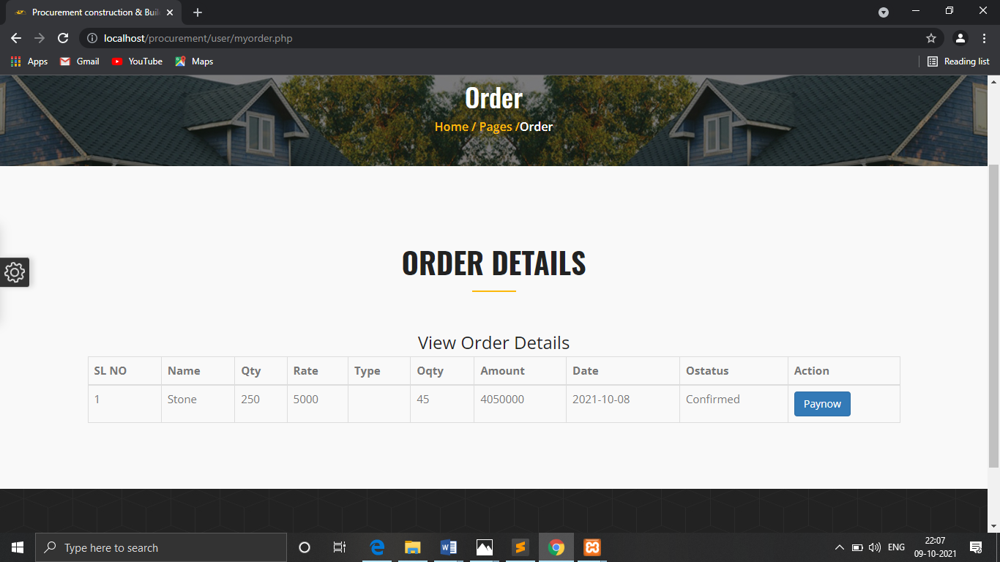 Procurement construction & Buil
localhost/procurement/user/myorder.php
Apps Gmail YouTube Maps Reading list
Order
Home / Pages /Order
ORDER DETAILS
View Order Details
SL NO Name Qty Rate Type Oqty Amount Date Ostatus Action
1 Stone 250 5000 45 4050000 2021-10-08 Confirmed Paynow
Type here to search
ENG
22:07
09-10-2021